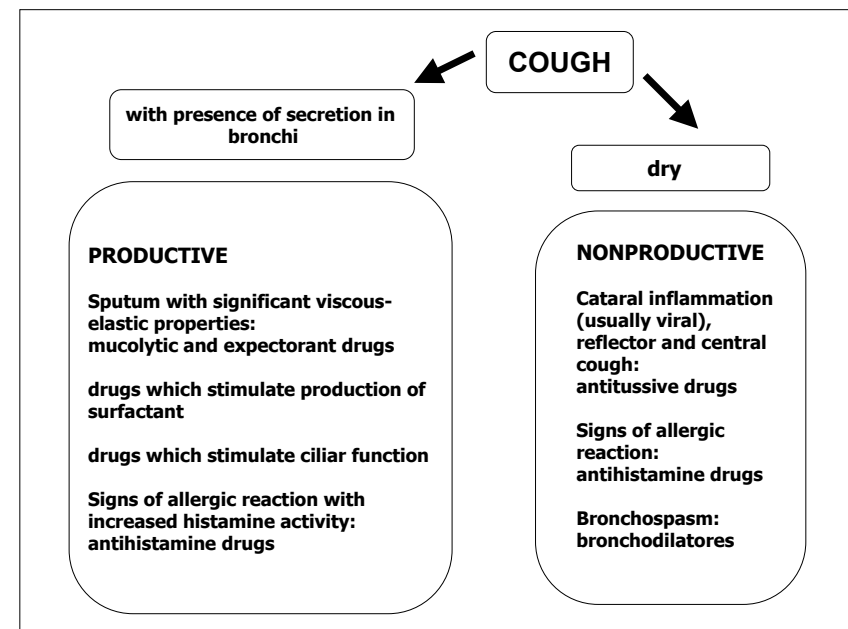 COUGH
with presence of secretion in
bronchi
dry
PRODUCTIVE
Sputum with significant viscous-
elastic properties:
mucolytic and expectorant drugs
drugs which stimulate production of
surfactant
drugs which stimulate ciliar function
Signs of allergic reaction with
increased histamine activity:
antihistamine drugs
NONPRODUCTIVE
Cataral inflammation
(usually viral),
reflector and central
cough:
antitussive drugs
Signs of allergic
reaction:
antihistamine drugs
Bronchospasm:
bronchodilatores